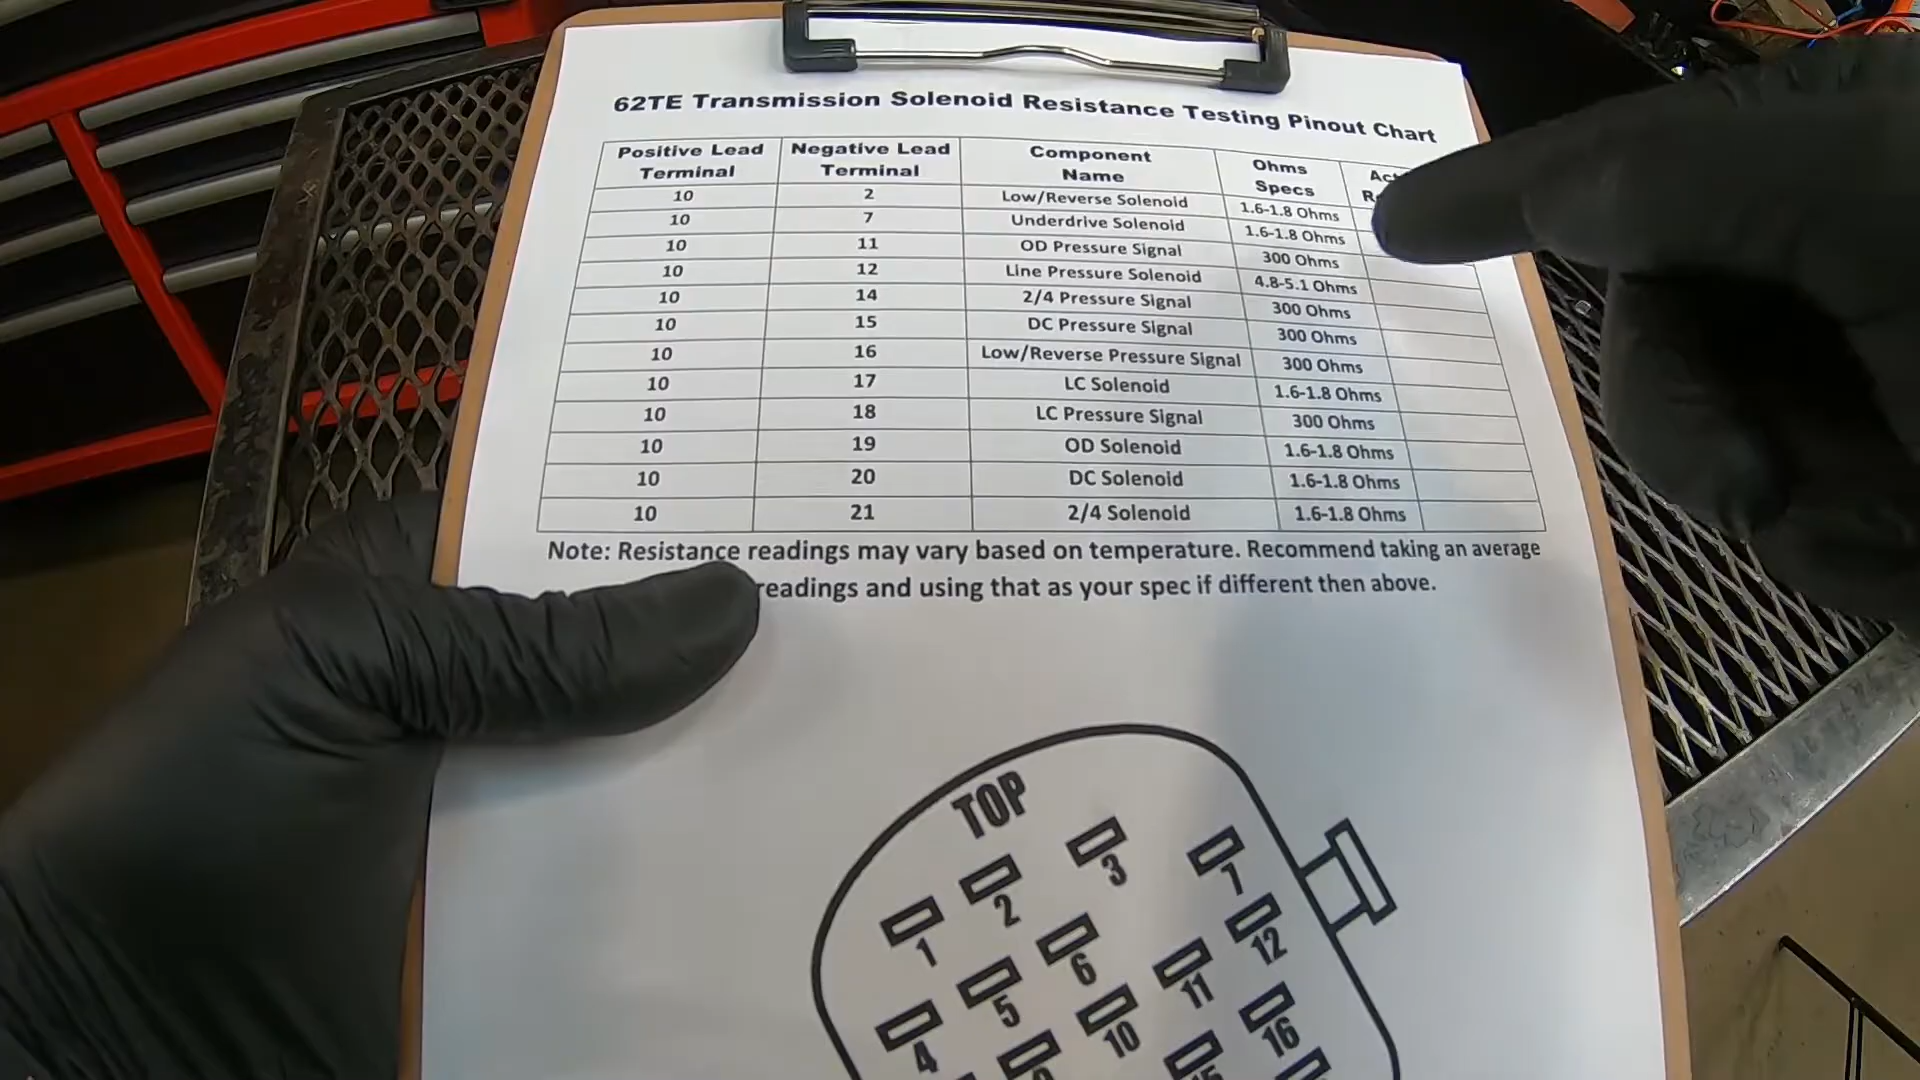 62TE Transmission Solenoid Resistance Testing Pinout Chart
Positive Lead Terminal Negative Lead Terminal Component Name Ohms Specs
10 2 Low/Reverse Solenoid 1.6-1.8 Ohms
10 7 Underdrive Solenoid 1.6-1.8 Ohms
10 11 OD Pressure Signal 300 Ohms
10 12 Line Pressure Solenoid 4.8-5.1 Ohms
10 14 2/4 Pressure Signal 300 Ohms
10 15 DC Pressure Signal 300 Ohms
10 16 Low/Reverse Pressure Signal 300 Ohms
10 17 LC Solenoid 1.6-1.8 Ohms
10 18 LC Pressure Signal 300 Ohms
10 19 OD Solenoid 1.6-1.8 Ohms
10 20 DC Solenoid 1.6-1.8 Ohms
10 21 2/4 Solenoid 1.6-1.8 Ohms
Note: Resistance readings may vary based on temperature. Recommend taking an average
readings and using that as your spec if different then above.
TOP
1 2 3 7
4 5 6 12
10 11 16